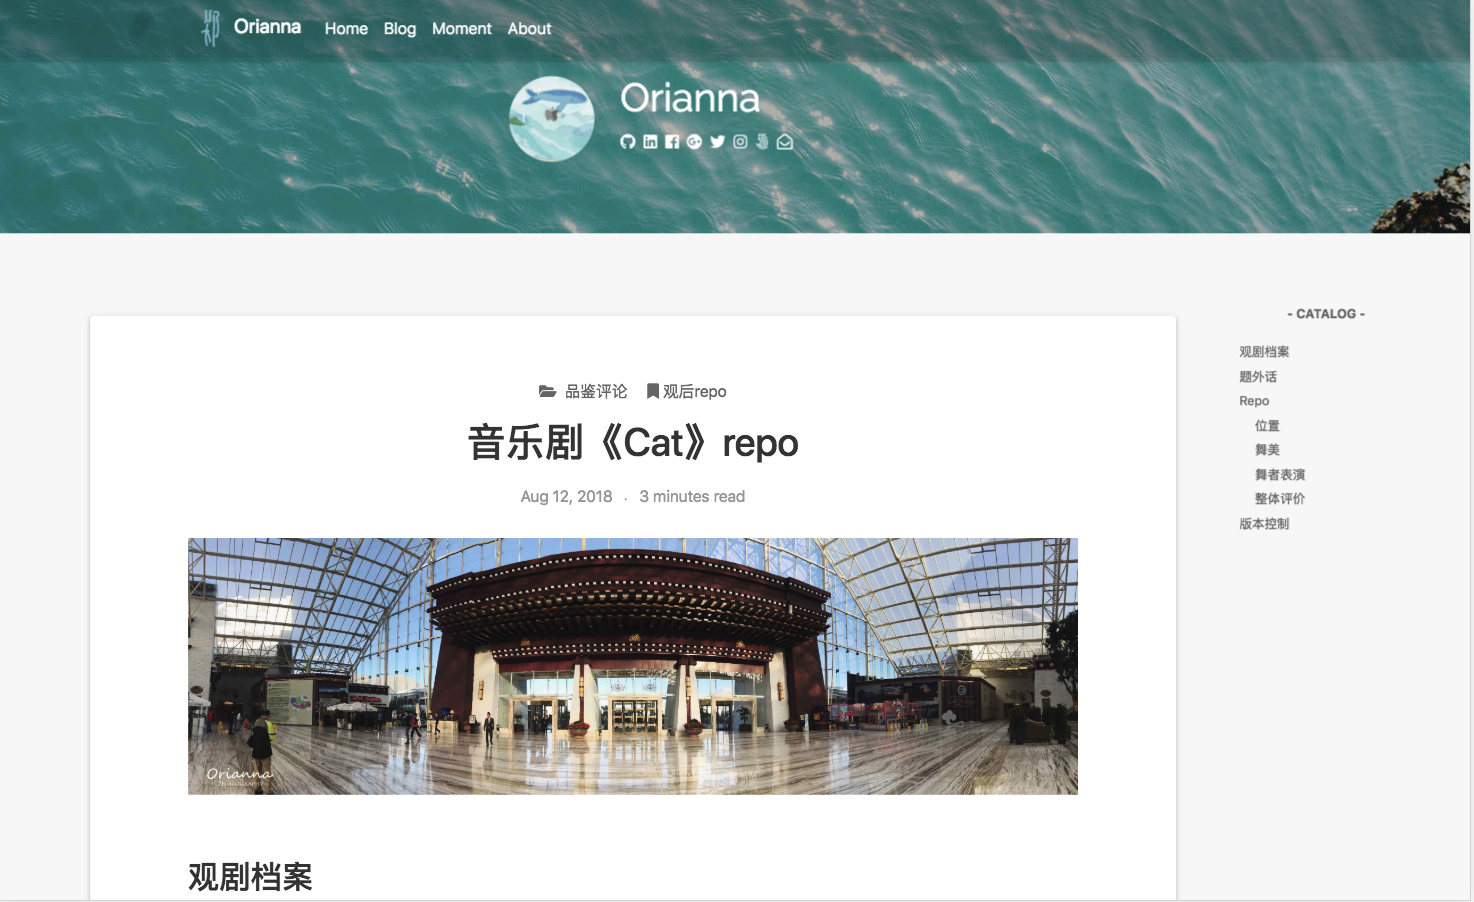 Orianna Home Blog Moment About
Orianna
- CATALOG -
观剧档案
题外话
Repo
位置
舞美
舞者表演
整体评价
版本控制
品鉴评论 观后repo
音乐剧《Cat》repo
Aug 12, 2018 · 3 minutes read
Orianna
PHOTOGRAPHY
观剧档案